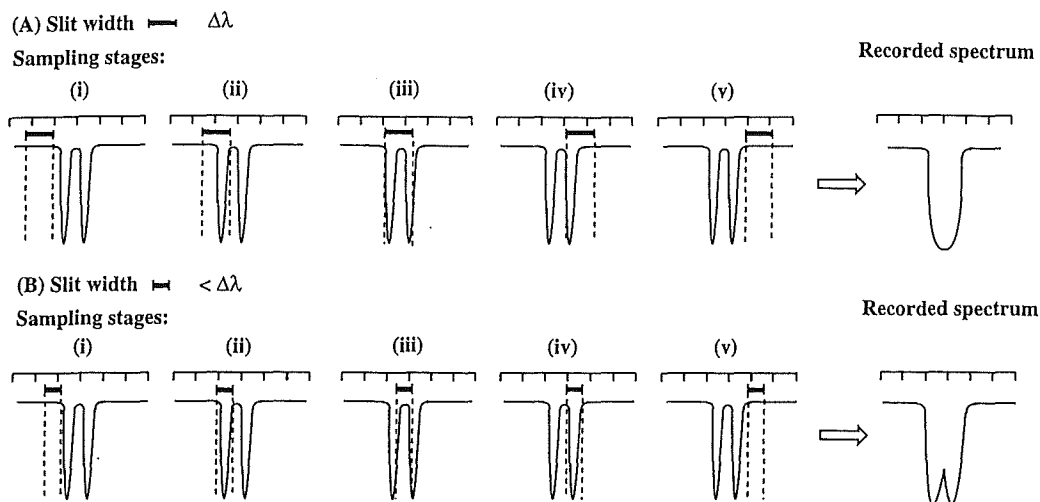 (A) Slit width Δλ
Sampling stages:
Recorded spectrum
(i) (ii) (iii) (iv) (v)
(B) Slit width < Δλ
Sampling stages:
Recorded spectrum
(i) (ii) (iii) (iv) (v)